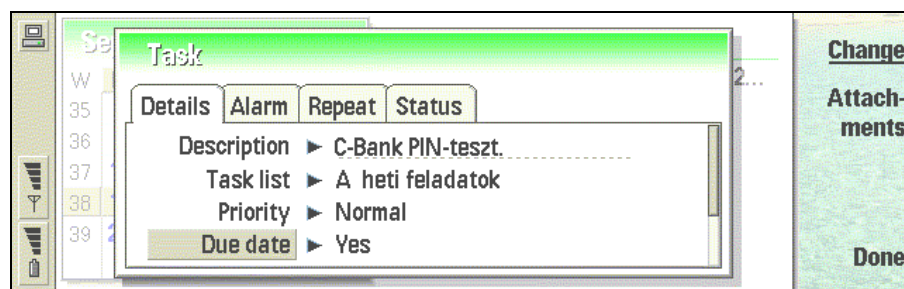 Task
Details Alarm Repeat Status
Description ► C-Bank PIN-teszt.
Task list ► A heti feladatok
Priority ► Normal
Due date ► Yes
W
35
36
37
38
39
Change
Attach-
ments
Done